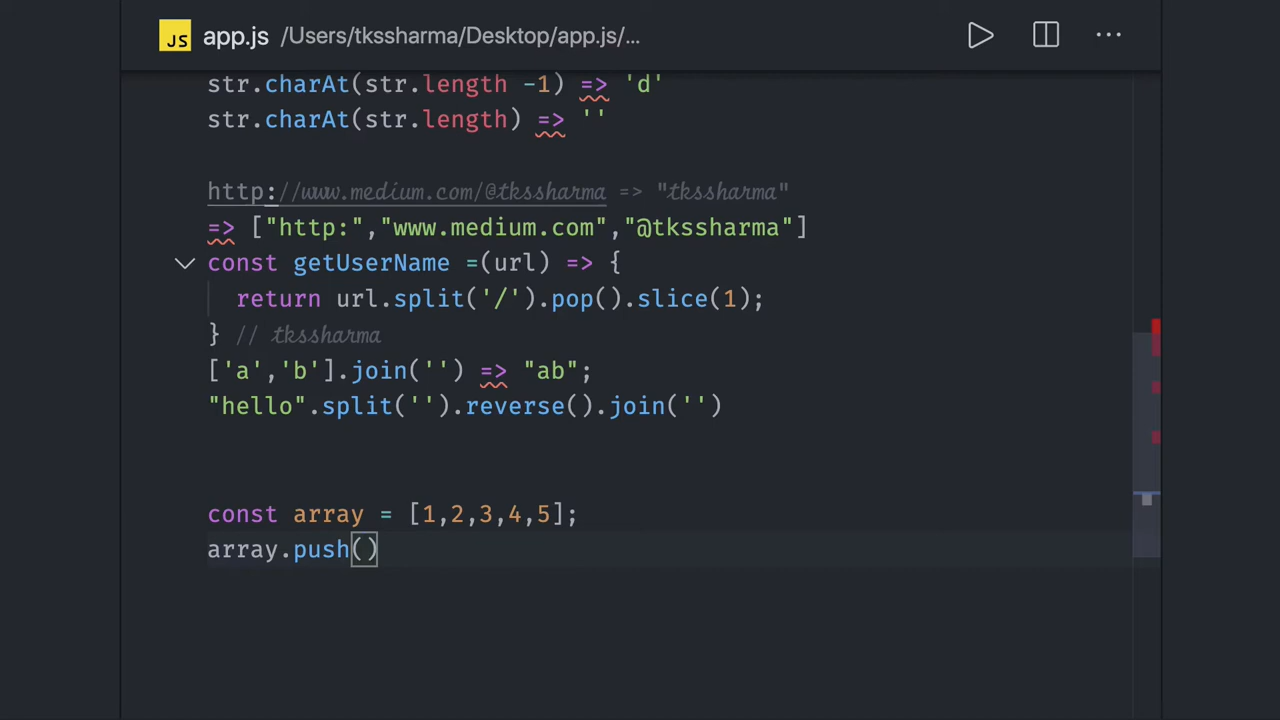 JS app.js /Users/tkssharma/Desktop/app.js/...
str.charAt(str.length -1) => 'd'
str.charAt(str.length) => ''
http://www.medium.com/@tkssharma => "tkssharma"
=> ["http:","www.medium.com","@tkssharma"]
const getUserName =(url) => {
return url.split('/').pop().slice(1);
} // tkssharma
['a','b'].join('') => "ab";
"hello".split('').reverse().join('')
const array = [1,2,3,4,5];
array.push()